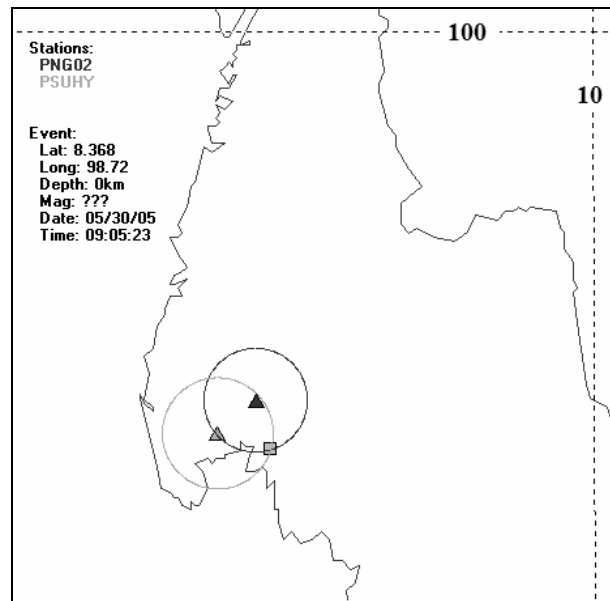 Stations:
PNG02
PSUHY
100
10
Event:
Lat: 8.368
Long: 98.72
Depth: 0km
Mag: ???
Date: 05/30/05
Time: 09:05:23